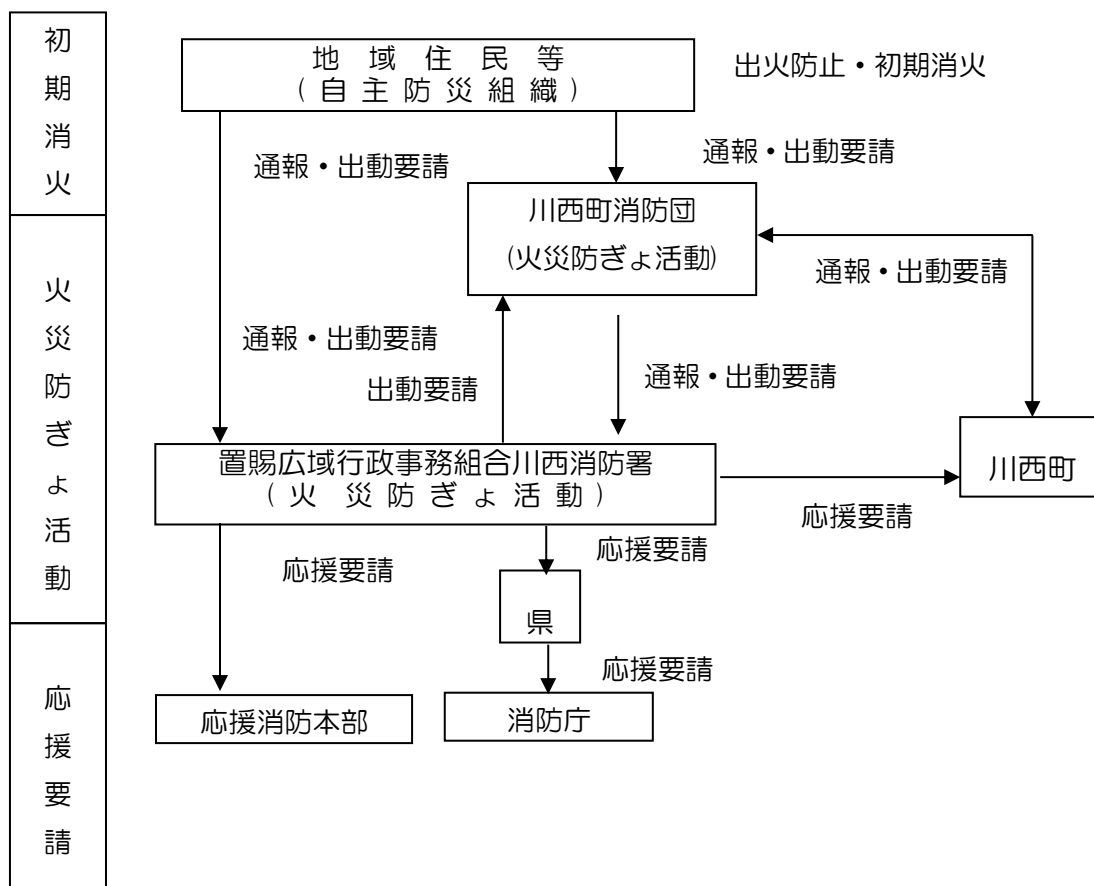 初期消火
地域住民等
(自主防災組織)
出火防止・初期消火
通報・出動要請
通報・出動要請
川西町消防団
(火災防ぎょ活動)
通報・出動要請
火災防ぎょ活動
通報・出動要請
出動要請
通報・出動要請
置賜広域行政事務組合川西消防署
(火災防ぎょ活動)
川西町
応援要請
応援要請
応援要請
県
応援要請
応援要請
応援消防本部
消防庁